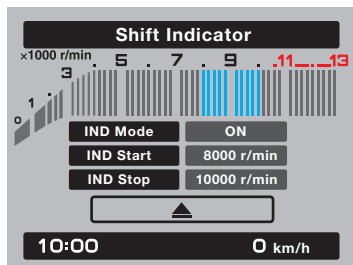 Shift Indicator
×1000 r/min
0 1 3 . 5 . 7 . 9 . 11 . 13
IND Mode ON
IND Start 8000 r/min
IND Stop 10000 r/min
10:00 0 km/h